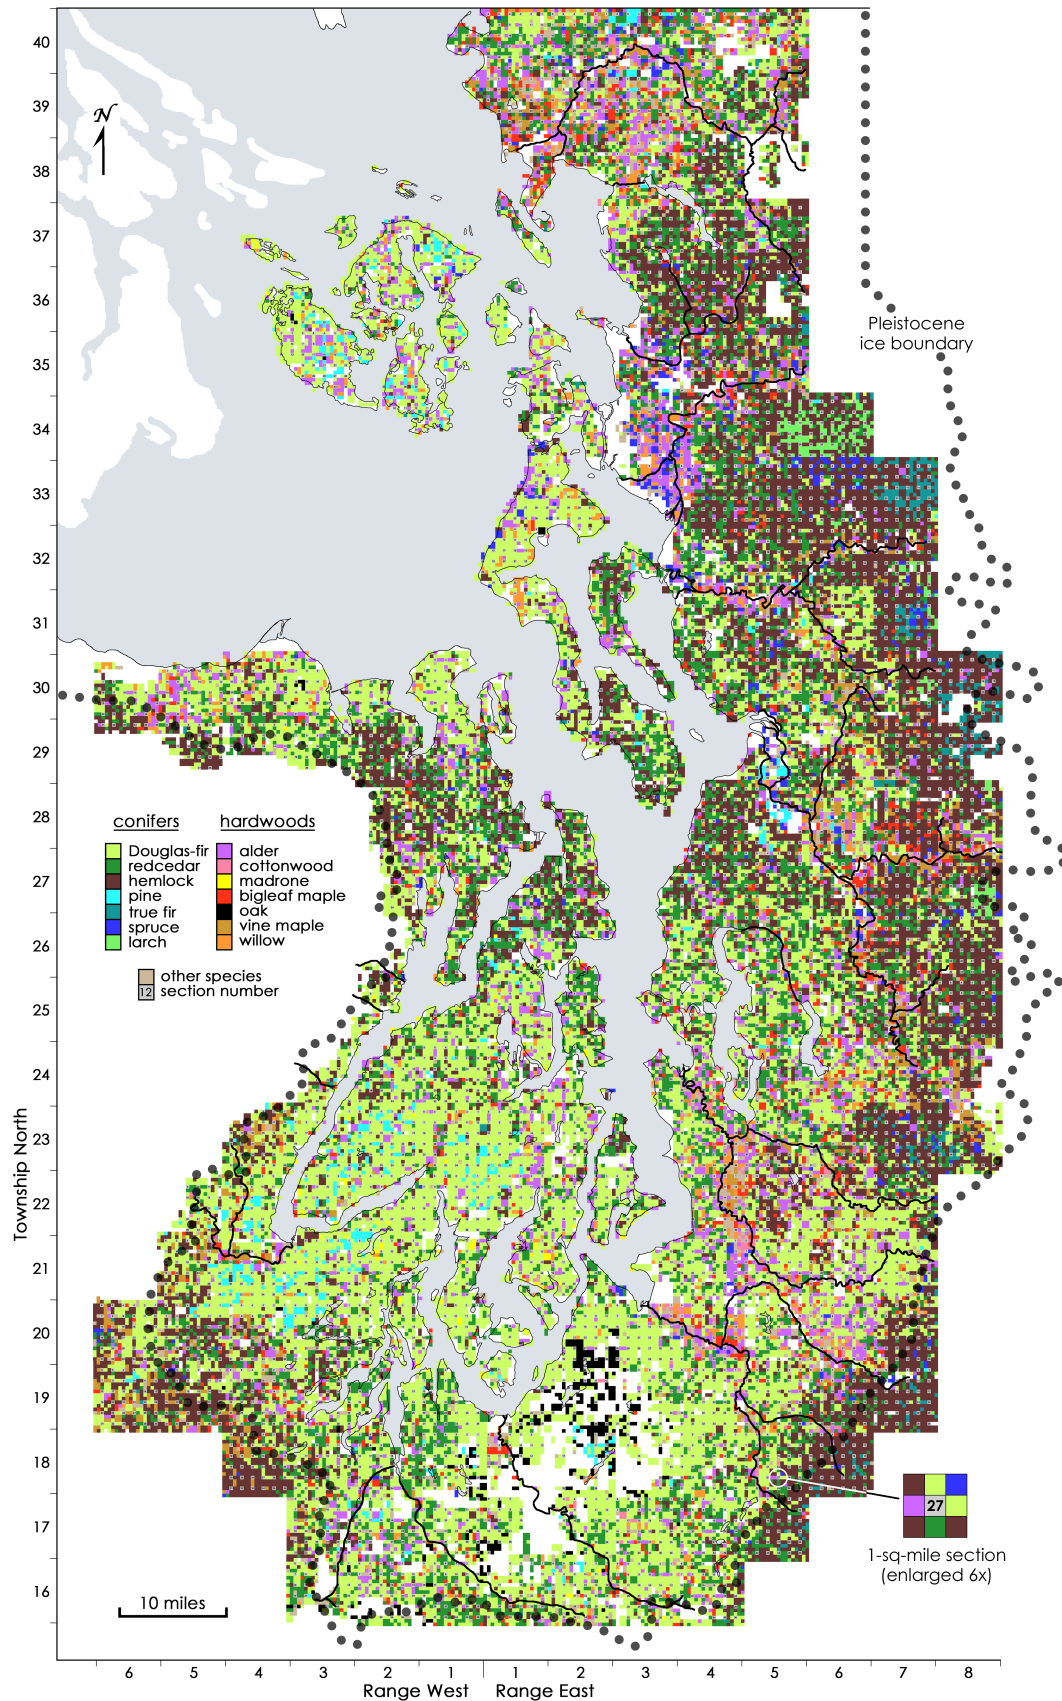 40
39
N
38
37
36
Pleistocene
ice boundary
35
34
33
32
31
30
29
28
conifers
hardwoods
Douglas-fir
redcedar
hemlock
pine
true fir
spruce
larch
alder
cottonwood
madrone
bigleaf maple
oak
vine maple
willow
other species
12 section number
27
26
25
24
23
Township North
22
21
20
19
18
17
16
27
1-sq-mile section
(enlarged 6x)
10 miles
6 5 4 3 2 1 1 2 3 4 5 6 7 8
Range West Range East